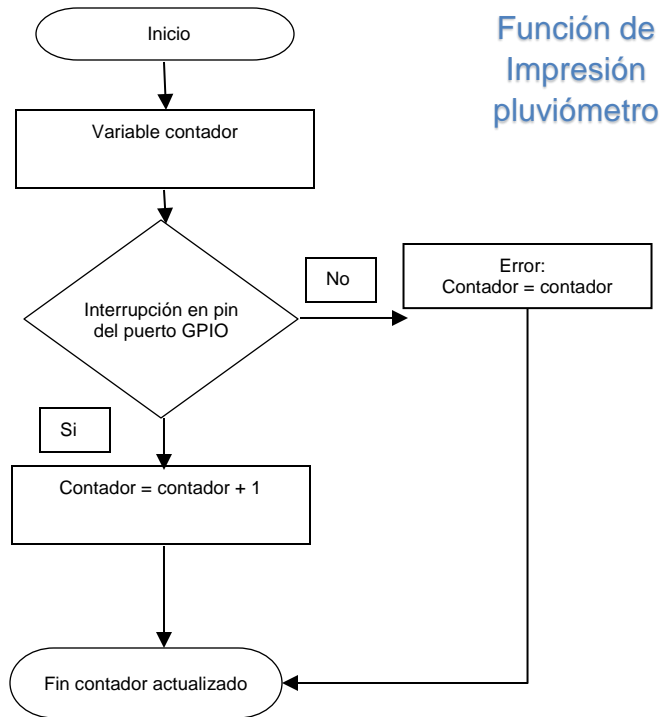 Función de
Impresión
pluviómetro
Inicio
Variable contador
Interrupción en pin
del puerto GPIO
No
Error:
Contador = contador
Si
Contador = contador + 1
Fin contador actualizado